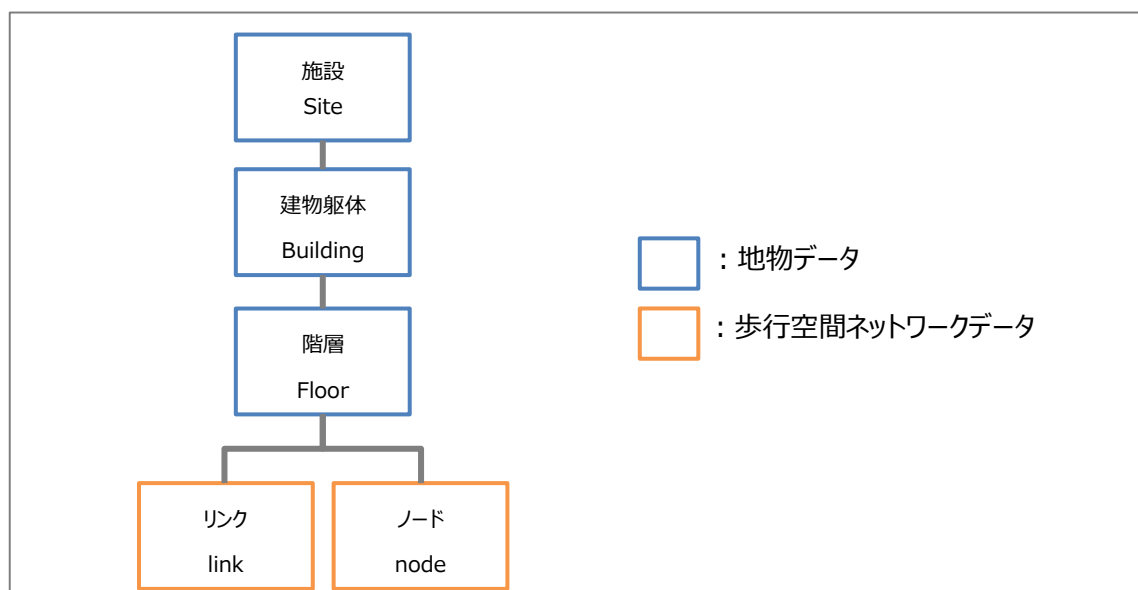 施設
Site
建物躯体
Building
階層
Floor
リンク
link
ノード
node
：地物データ
：歩行空間ネットワークデータ